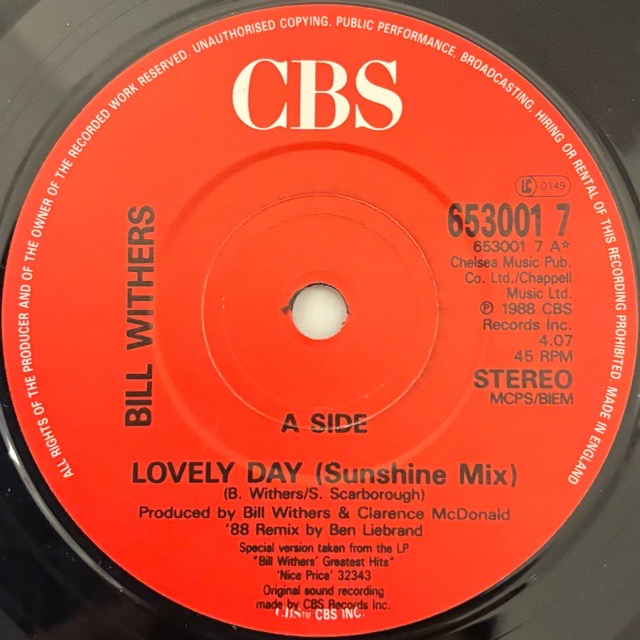 ALL RIGHTS OF THE PRODUCER AND OF THE OWNER OF THE RECORDED WORK RESERVED. UNAUTHORISED COPYING, PUBLIC PERFORMANCE, BROADCASTING, HIRING OR RENTAL OF THIS RECORDING PROHIBITED. MADE IN ENGLAND
CBS
BILL WITHERS
LC 0149
653001 7
653001 7 A☆
Chelsea Music Pub.
Co. Ltd./Chappell
Music Ltd.
℗ 1988 CBS
Records Inc.
4.07
45 RPM
STEREO
MCPS/BIEM
A SIDE
LOVELY DAY (Sunshine Mix)
(B. Withers/S. Scarborough)
Produced by Bill Withers & Clarence McDonald
'88 Remix by Ben Liebrand
Special version taken from the LP
"Bill Withers' Greatest Hits"
'Nice Price' 32343
Original sound recording
made by CBS Records Inc.
CBS™ CBS INC.